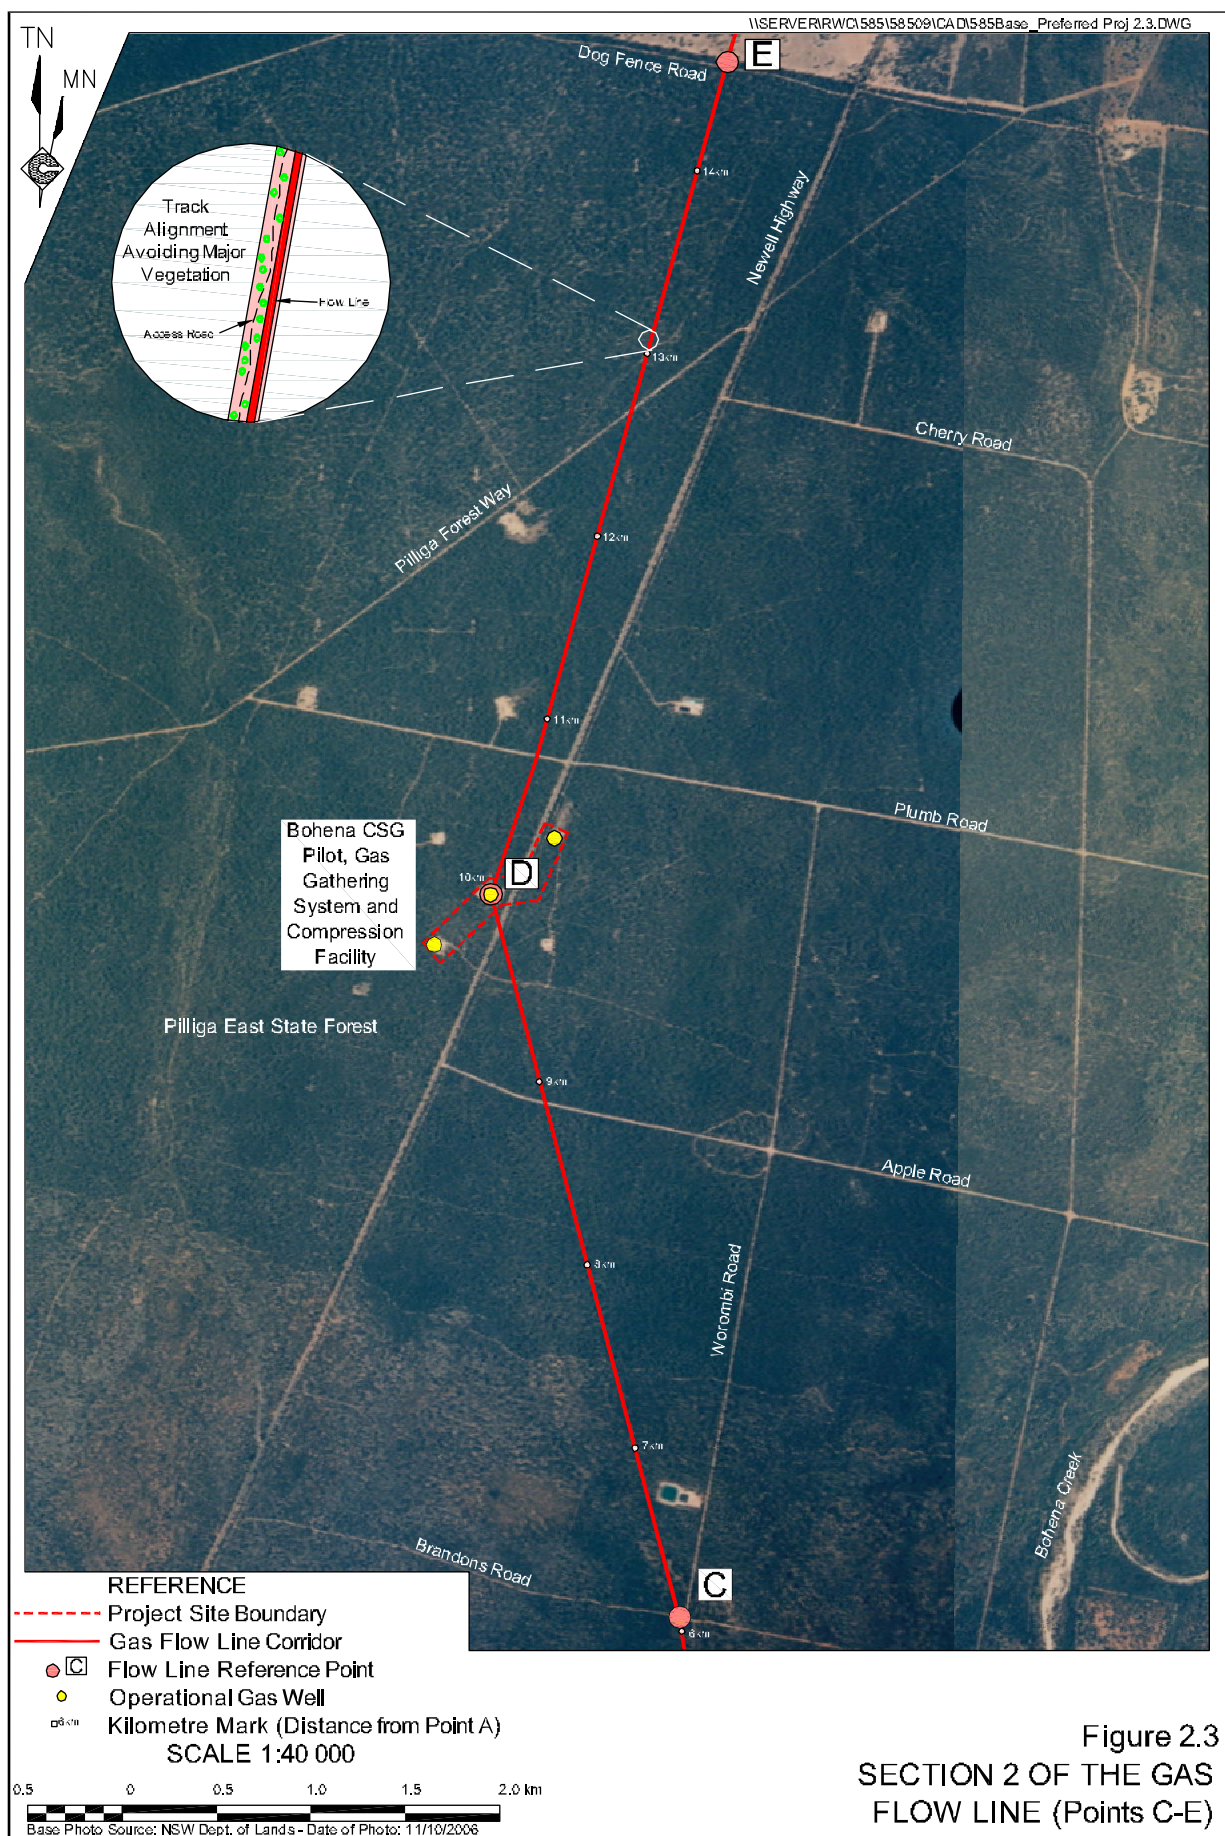 \\SERVER\RWC\585\58509\CAD\585Base_Preferred Proj 2.3.DWG
TN
MN
Dog Fence Road
E
14km
Newell Highway
Track
Alignment
Avoiding Major
Vegetation
Flow Line
Access Road
13km
Cherry Road
Pilliga Forest Way
12km
11km
Plumb Road
Bohena CSG
Pilot, Gas
Gathering
System and
Compression
Facility
D
10km
Pilliga East State Forest
9km
Apple Road
8km
Worombi Road
7km
Bohena Creek
Brandons Road
C
6km
REFERENCE
Project Site Boundary
Gas Flow Line Corridor
C Flow Line Reference Point
Operational Gas Well
6km Kilometre Mark (Distance from Point A)
SCALE 1:40 000
0.5 0 0.5 1.0 1.5 2.0 km
Base Photo Source: NSW Dept. of Lands - Date of Photo: 11/10/2006
Figure 2.3
SECTION 2 OF THE GAS
FLOW LINE (Points C-E)